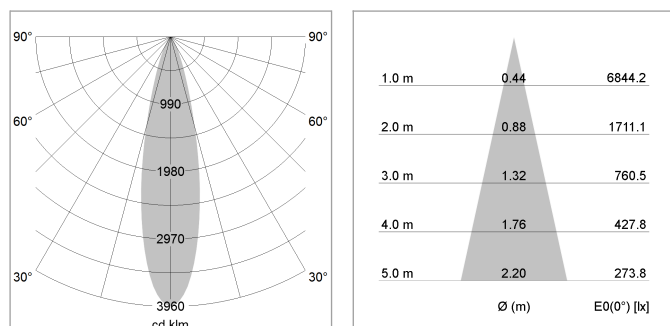 90° 90°
990
60° 60°
1980
2970
30° 30°
3960
cd klm
1.0 m 0.44 6844.2
2.0 m 0.88 1711.1
3.0 m 1.32 760.5
4.0 m 1.76 427.8
5.0 m 2.20 273.8
Ø (m) E0(0°) [lx]